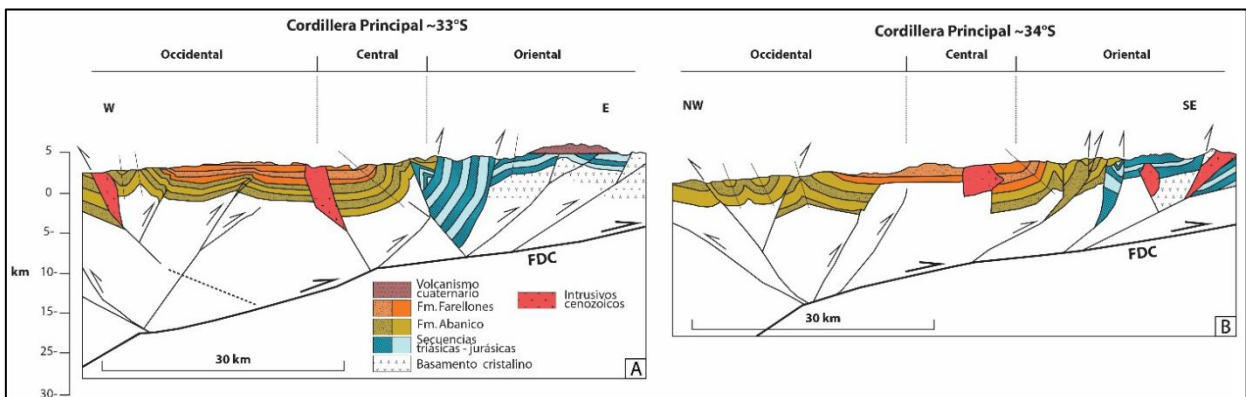 Cordillera Principal ~33°S
Occidental
Central
Oriental
W
E
5
0
5-
10-
15-
25-
30-
km
FDC
Volcanismo
cuaternario
Fm. Farellones
Fm. Abanico
Secuencias
triásicas - jurásicas
Basamento cristalino
Intrusivos
cenozoicos
30 km
A
Cordillera Principal ~34°S
Occidental
Central
Oriental
NW
SE
FDC
30 km
B